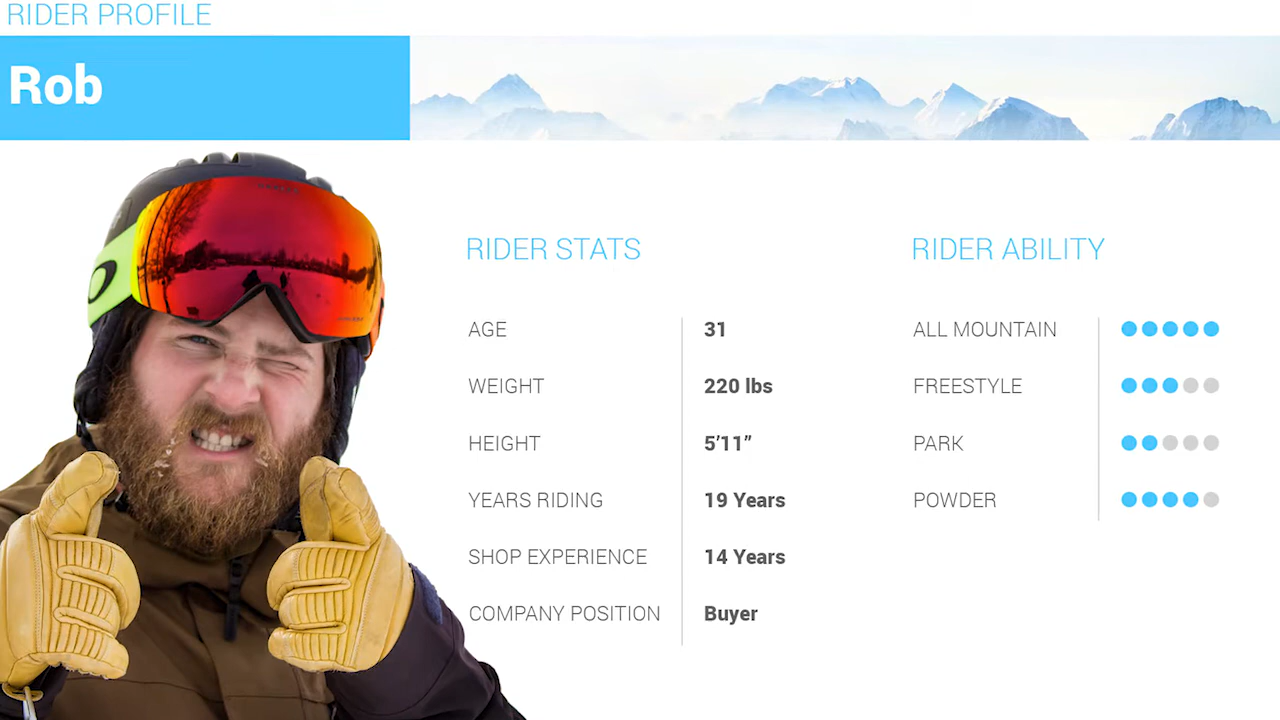 RIDER PROFILE
Rob
RIDER STATS
RIDER ABILITY
AGE 31
WEIGHT 220 lbs
HEIGHT 5’11”
YEARS RIDING 19 Years
SHOP EXPERIENCE 14 Years
COMPANY POSITION Buyer
ALL MOUNTAIN
FREESTYLE
PARK
POWDER